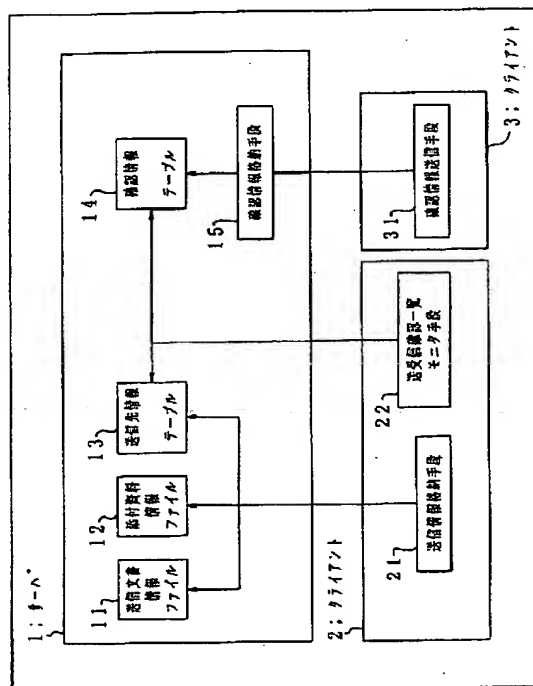 1; サーバ
11
送信文書
情報
ファイル
12
添付資料
情報
ファイル
13
送信先情報
テーブル
14
確認情報
テーブル
15
確認情報格納手段
2; クライアント
21
送信情報格納手段
22
送受信確認一覧
モニタ手段
31
確認情報送信手段
3; クライアント